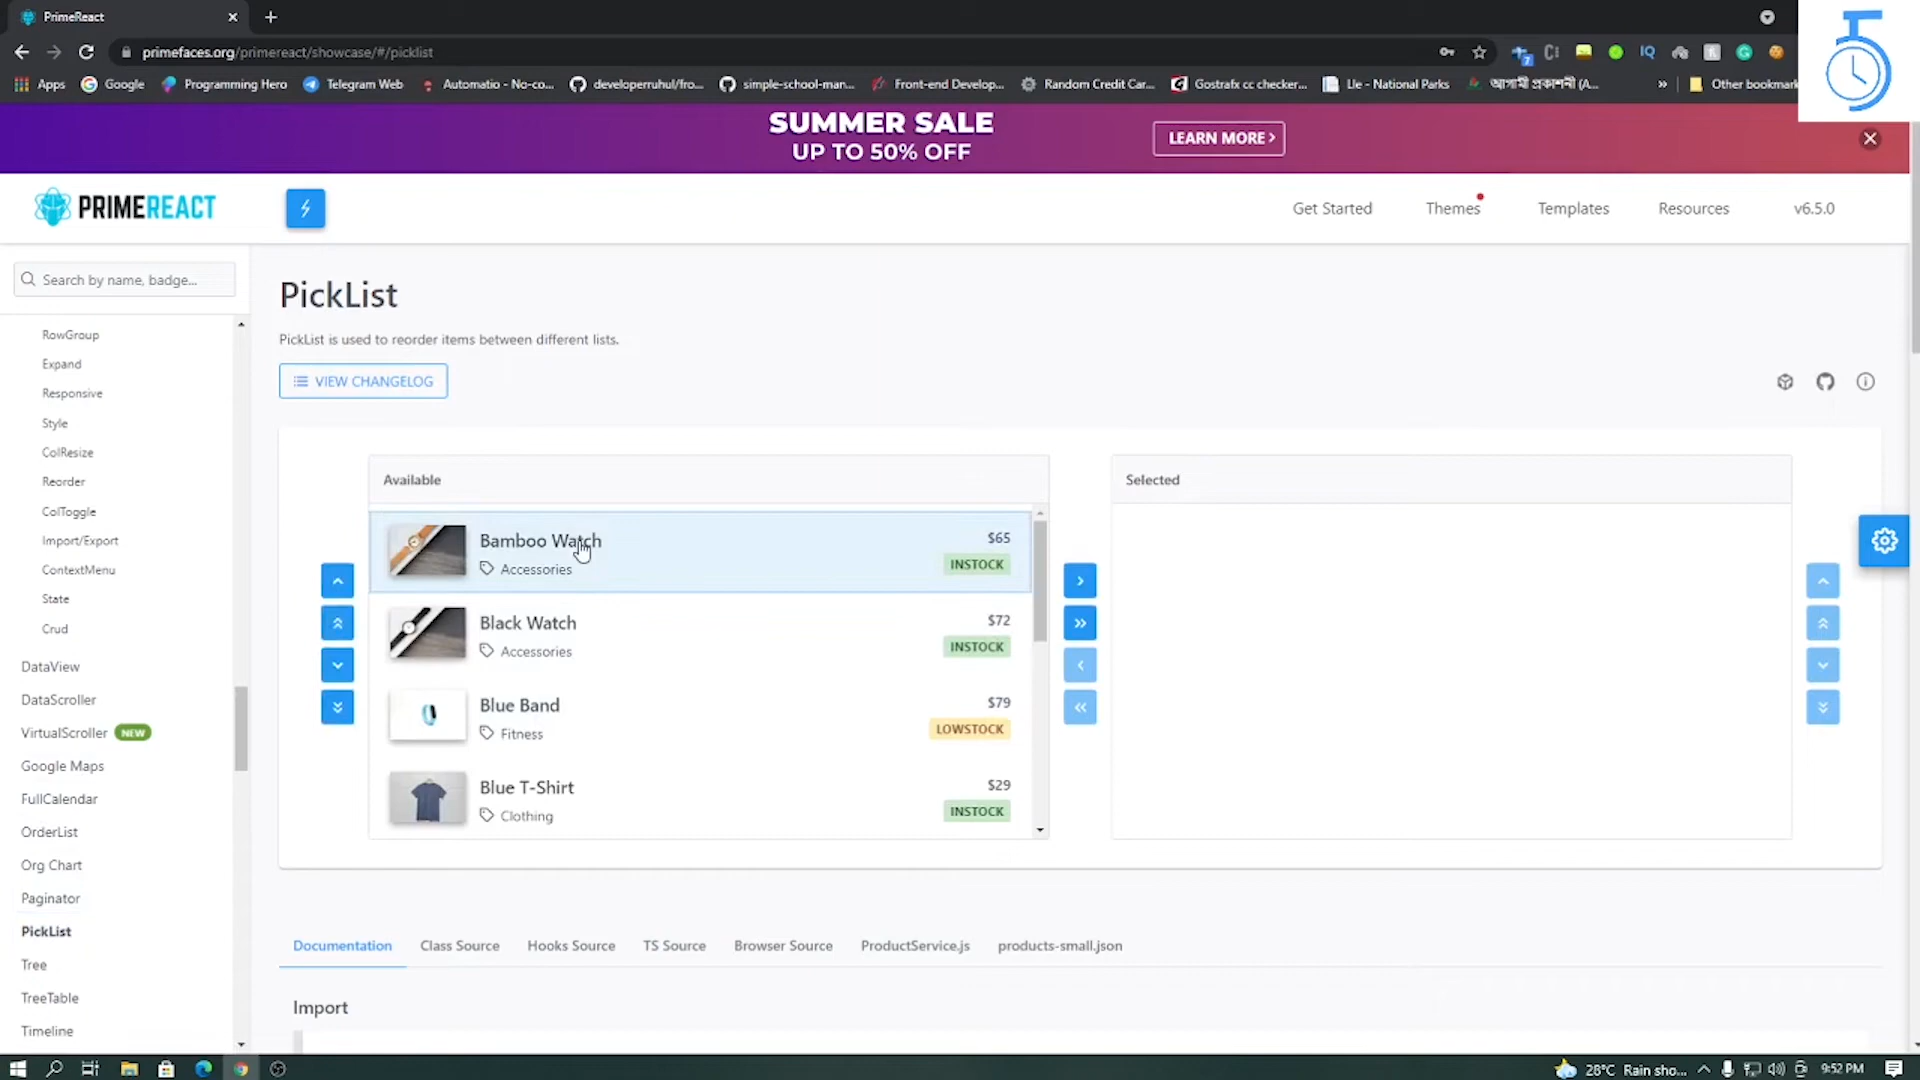 PrimeReact
primefaces.org/primereact/showcase/#/picklist
Apps
Google
Programming Hero
Telegram Web
Automatio - No-co...
developerruhul/fro...
simple-school-man...
Front-end Develop...
Random Credit Car...
Gostrafx cc checker...
Lle - National Parks
আগামী প্রকাশনী (A...
»
Other bookmark
SUMMER SALE
UP TO 50% OFF
LEARN MORE
PRIMEREACT
Get Started
Themes
Templates
Resources
v6.5.0
Search by name, badge...
RowGroup
Expand
Responsive
Style
ColResize
Reorder
ColToggle
Import/Export
ContextMenu
State
Crud
DataView
DataScroller
VirtualScroller NEW
Google Maps
FullCalendar
OrderList
Org Chart
Paginator
PickList
Tree
TreeTable
Timeline
PickList
PickList is used to reorder items between different lists.
VIEW CHANGELOG
Available
Bamboo Watch
$65
Accessories
INSTOCK
Black Watch
$72
Accessories
INSTOCK
Blue Band
$79
Fitness
LOWSTOCK
Blue T-Shirt
$29
Clothing
INSTOCK
Selected
Documentation
Class Source
Hooks Source
TS Source
Browser Source
ProductService.js
products-small.json
Import
28°C Rain sho...
9:52 PM